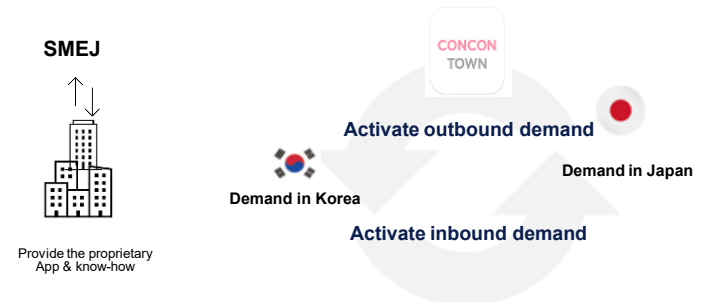 SMEJ
Provide the proprietary
App & know-how
CONCON
TOWN
Activate outbound demand
Demand in Korea
Demand in Japan
Activate inbound demand